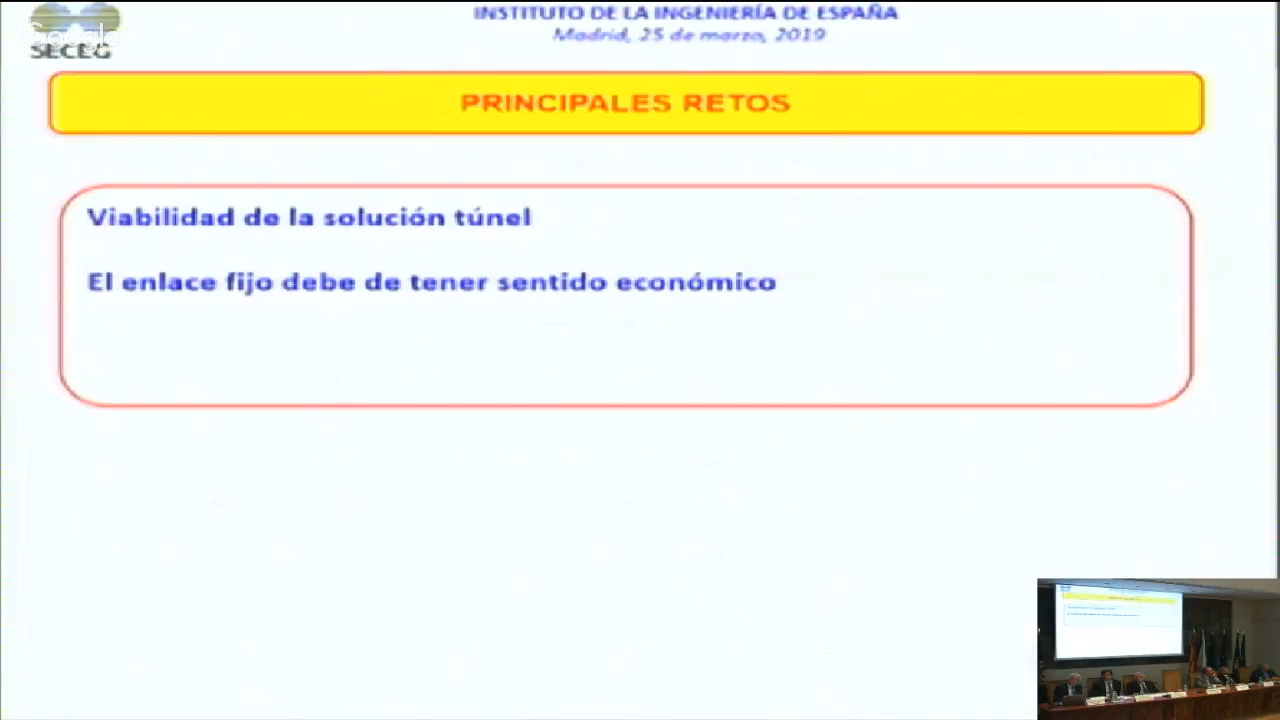 INSTITUTO DE LA INGENIERÍA DE ESPAÑA
Madrid, 25 de marzo, 2019
SECEG
PRINCIPALES RETOS
Viabilidad de la solución túnel
El enlace fijo debe de tener sentido económico